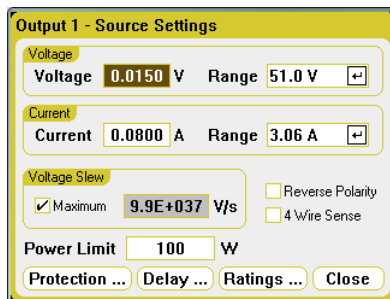 Output 1 - Source Settings
Voltage
Voltage 0.0150 V Range 51.0 V
Current
Current 0.0800 A Range 3.06 A
Voltage Slew
Maximum 9.9E+037 V/s
Reverse Polarity
4 Wire Sense
Power Limit 100 W
Protection ... Delay ... Ratings ... Close